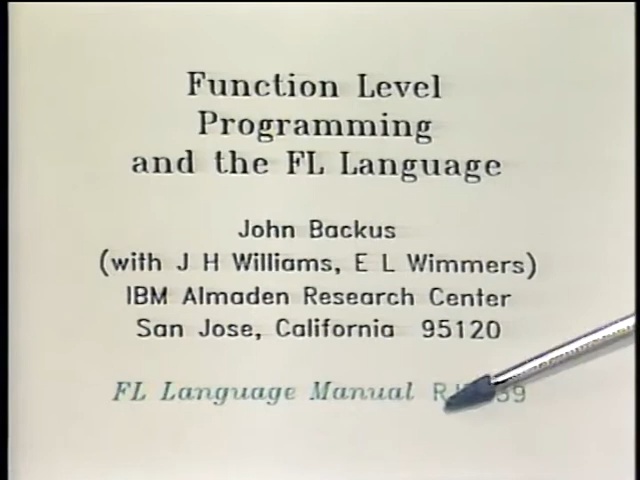 Function Level
Programming
and the FL Language
John Backus
(with J H Williams, E L Wimmers)
IBM Almaden Research Center
San Jose, California 95120
FL Language Manual